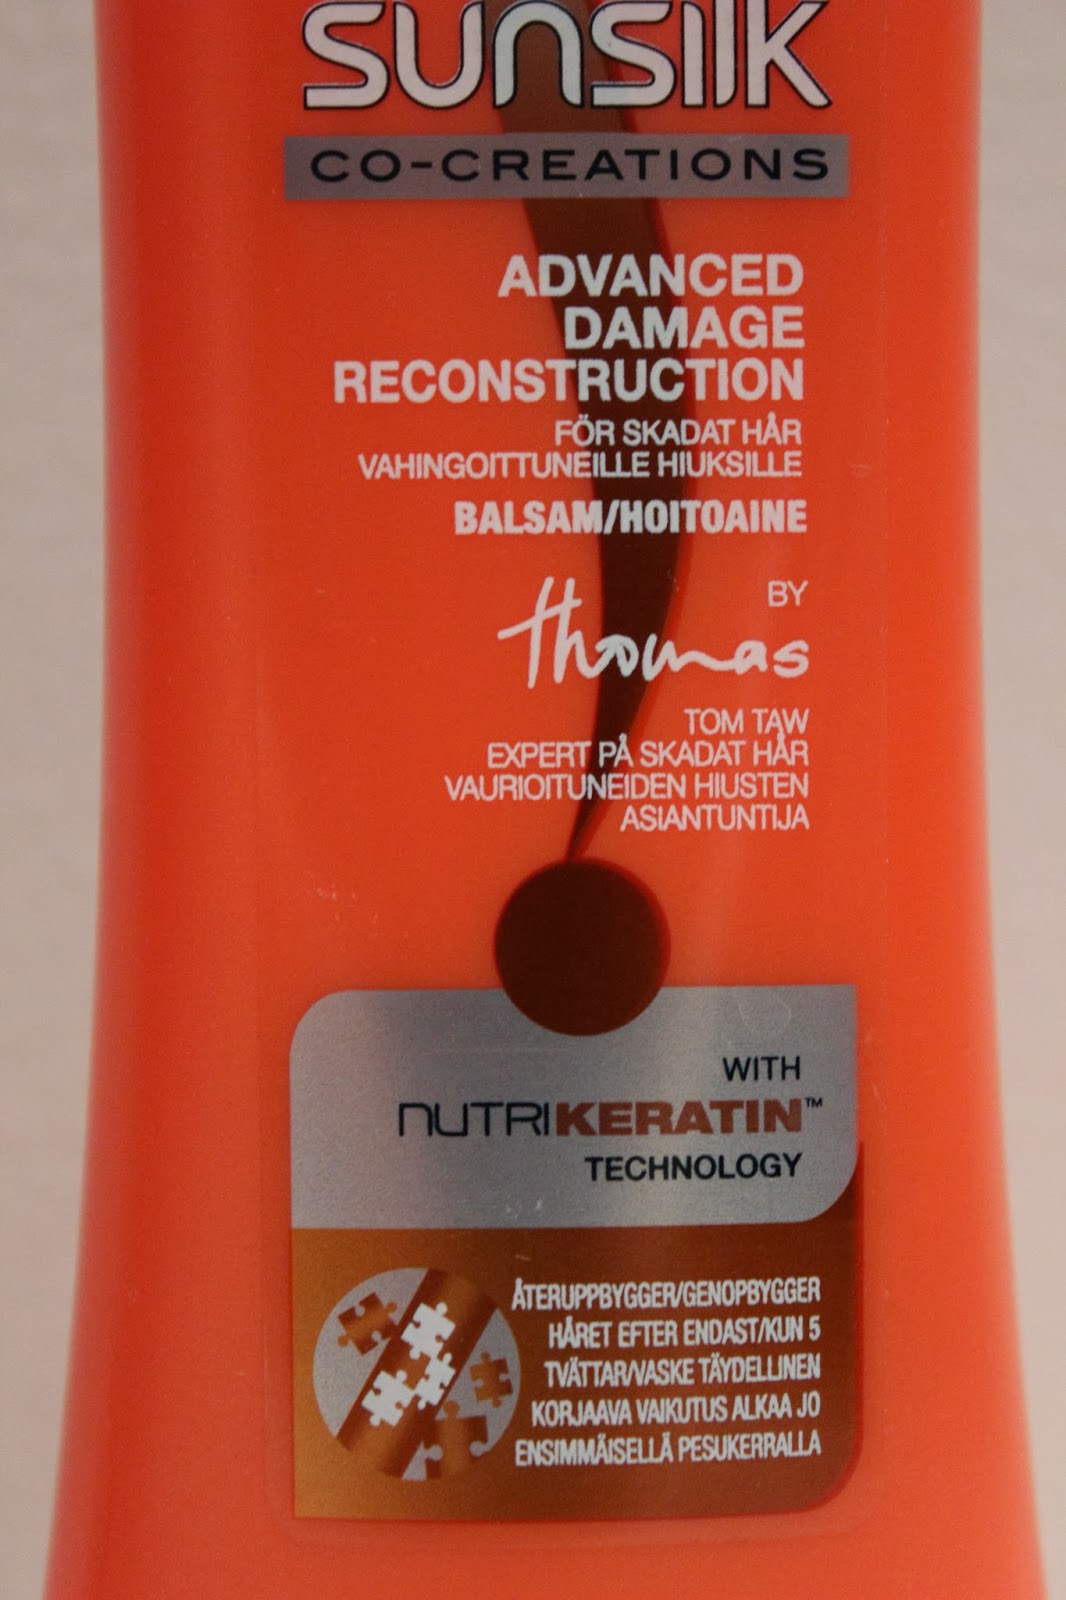 sunsilk
CO-CREATIONS
ADVANCED
DAMAGE
RECONSTRUCTION
FÖR SKADAT HÅR
VAHINGOITTUNEILLE HIUKSILLE
BALSAM/HOITOAINE
BY
thomas
TOM TAW
EXPERT PÅ SKADAT HÅR
VAURIOITUNEIDEN HIUSTEN
ASIANTUNTIJA
WITH
NUTRIKERATIN™
TECHNOLOGY
ÅTERUPPBYGGER/GENOPBYGGER
HÅRET EFTER ENDAST/KUN 5
TVÄTTAR/VASKE TÄYDELLINEN
KORJAAVA VAIKUTUS ALKAA JO
ENSIMMÄISELLÄ PESUKERRALLA